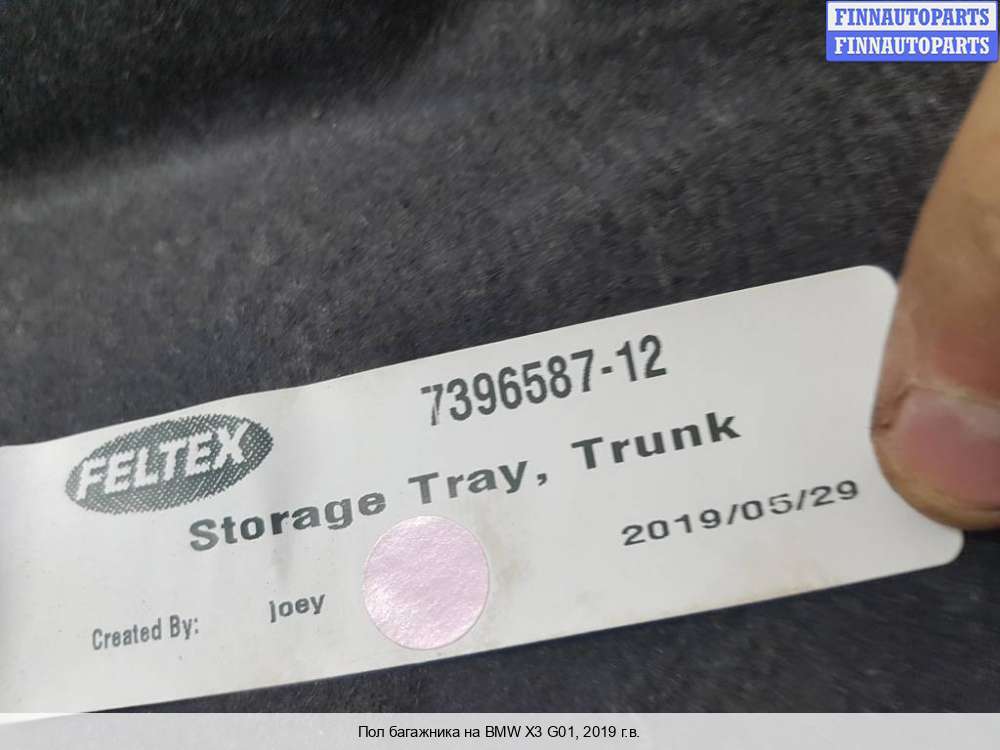 FINNAUTOPARTS
FINNAUTOPARTS
7396587-12
FELTEX
Storage Tray, Trunk
2019/05/29
Created By: joey
Пол багажника на BMW X3 G01, 2019 г.в.